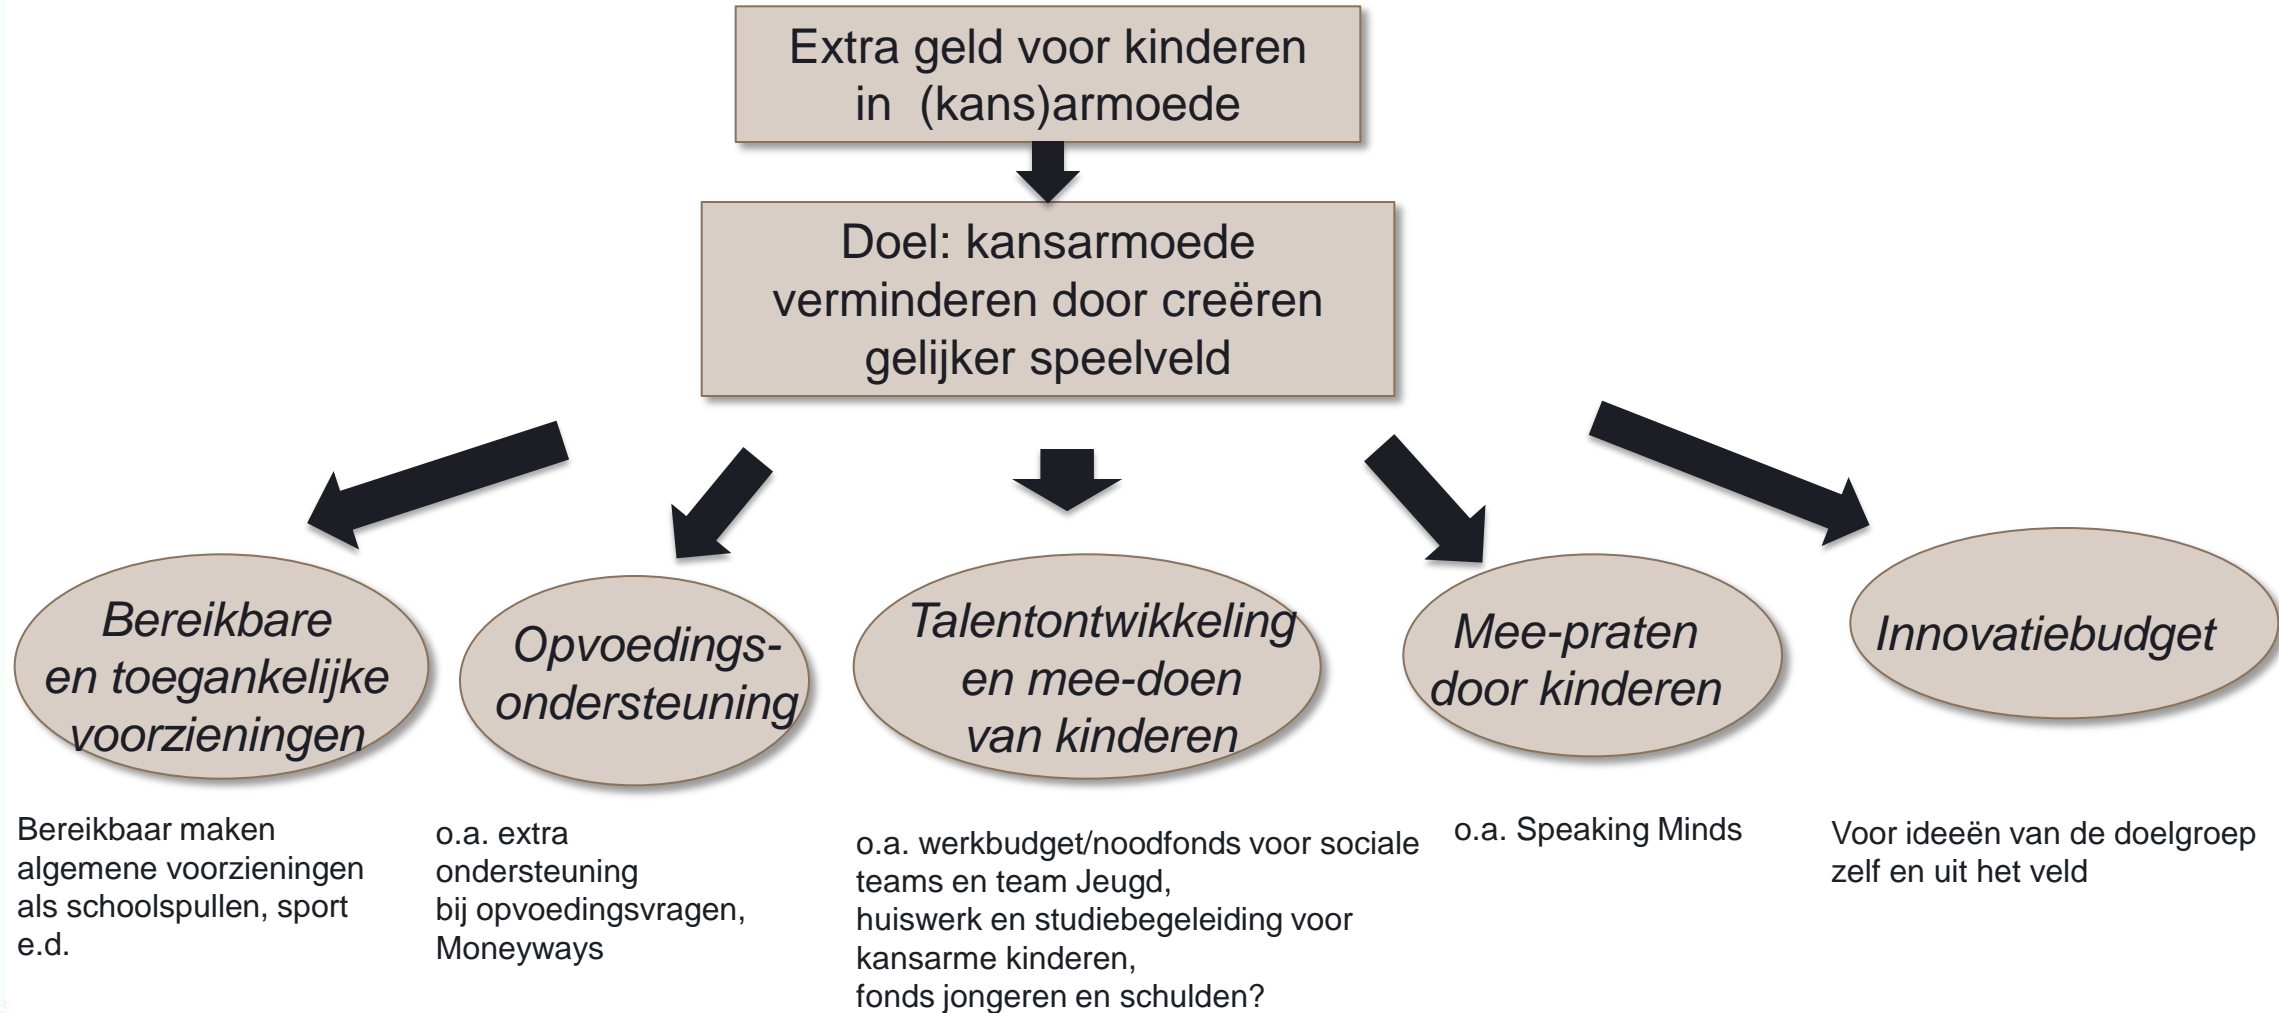 Extra geld voor kinderen
in (kans)armoede
Doel: kansarmoede
verminderen door creëren
gelijker speelveld
Bereikbare
en toegankelijke
voorzieningen
Opvoedings-
ondersteuning
Talentontwikkeling
en mee-doen
van kinderen
Mee-praten
door kinderen
Innovatiebudget
Bereikbaar maken
algemene voorzieningen
als schoolspullen, sport
e.d.
o.a. extra
ondersteuning
bij opvoedingsvragen,
Moneyways
o.a. werkbudget/noodfonds voor sociale
teams en team Jeugd,
huiswerk en studiebegeleiding voor
kansarme kinderen,
fonds jongeren en schulden?
o.a. Speaking Minds
Voor ideeën van de doelgroep
zelf en uit het veld